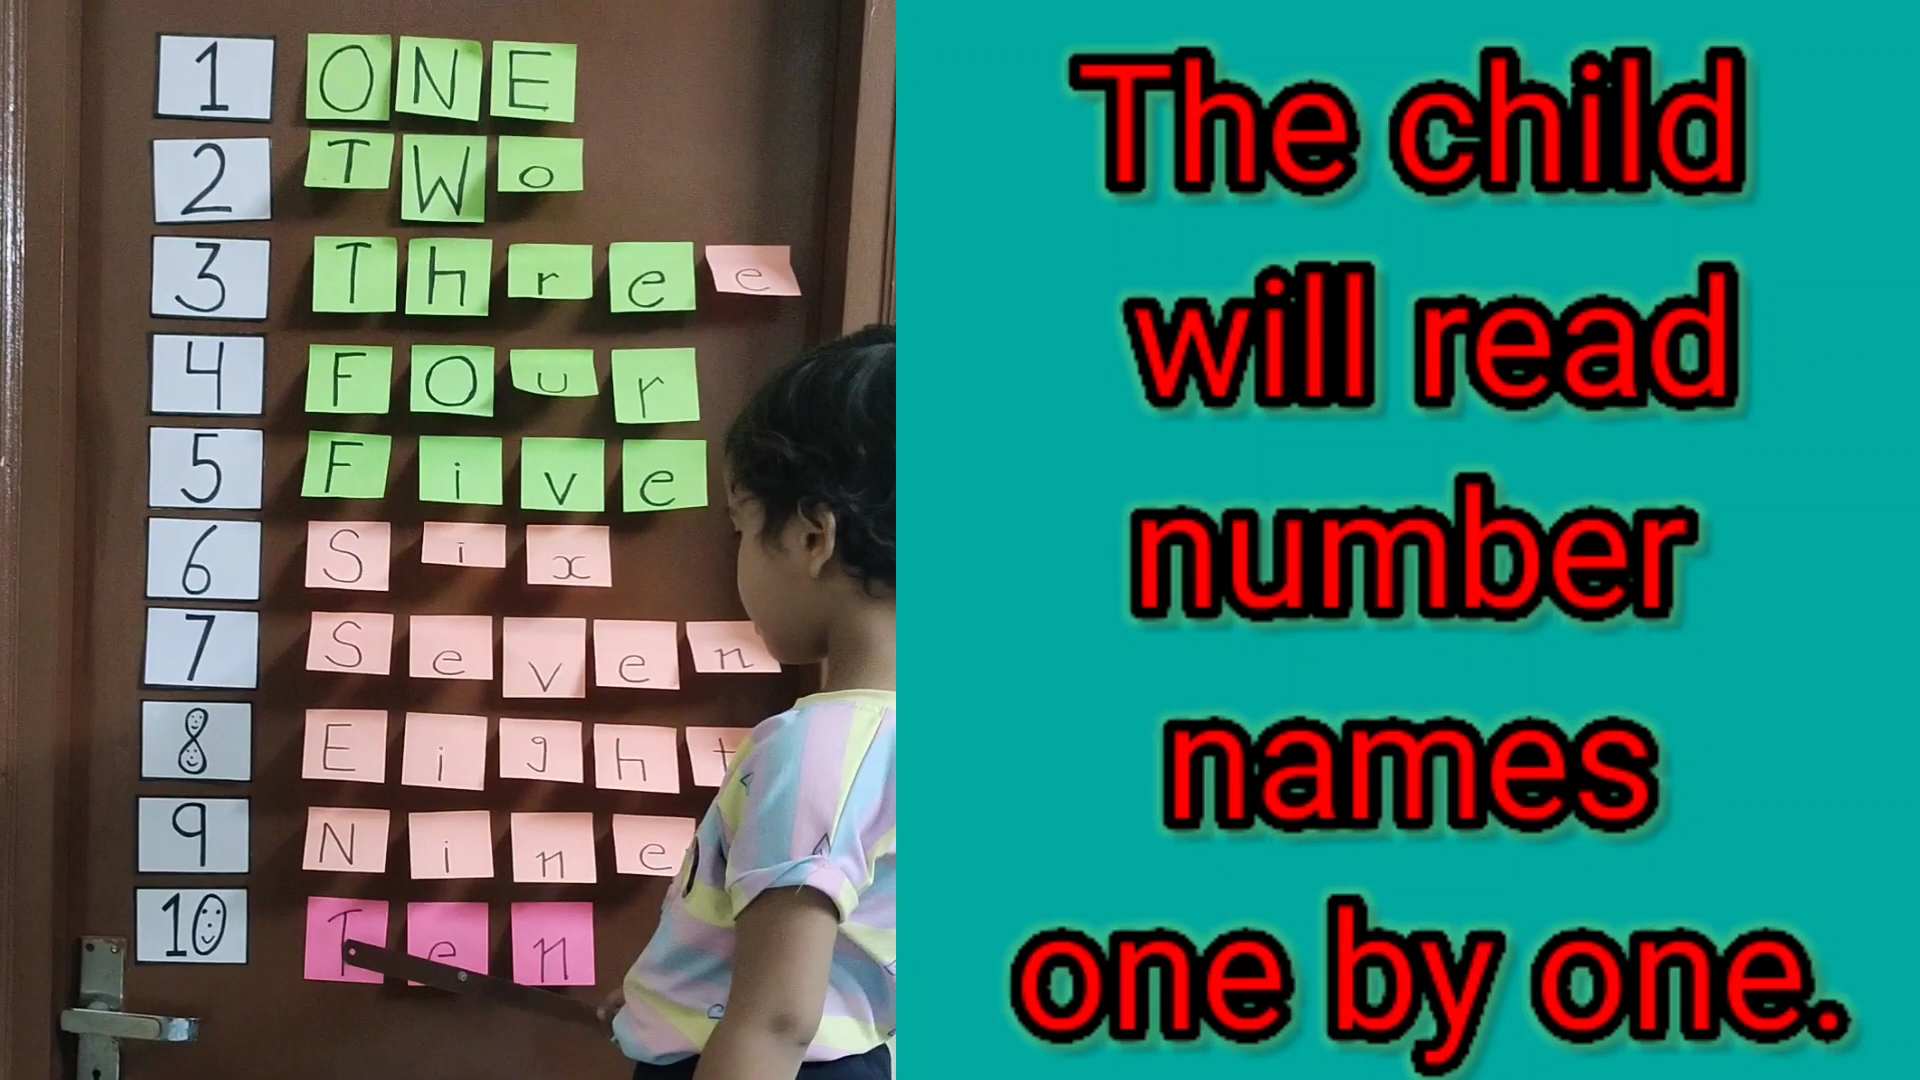 1 ONE
2 TWo
3 Three
4 FOur
5 Five
6 Six
7 Seven
8 Eight
9 Nine
10 Ten
The child
will read
number
names
one by one.